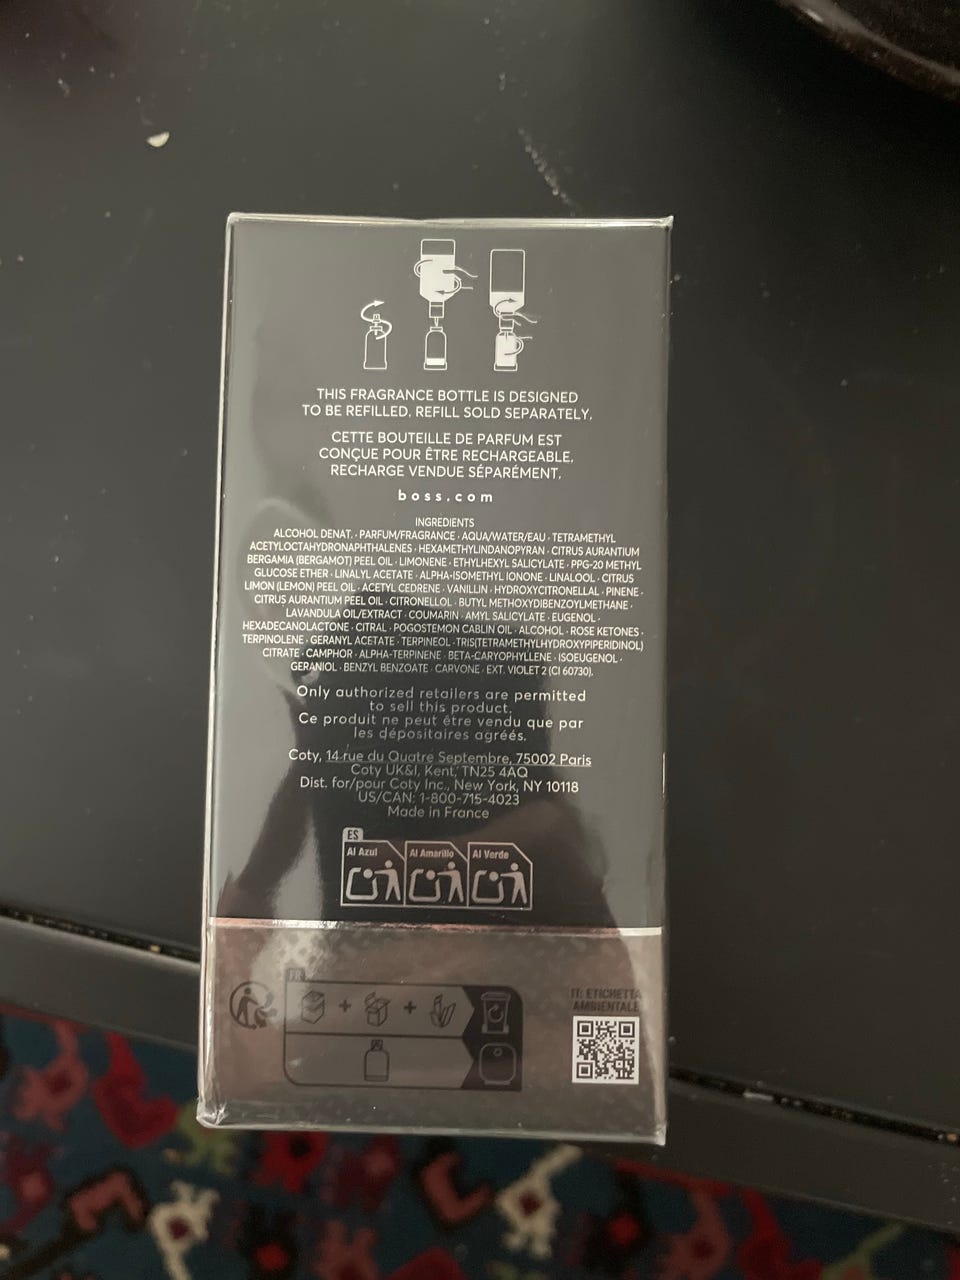 THIS FRAGRANCE BOTTLE IS DESIGNED
TO BE REFILLED. REFILL SOLD SEPARATELY.
CETTE BOUTEILLE DE PARFUM EST
CONÇUE POUR ÊTRE RECHARGEABLE.
RECHARGE VENDUE SÉPARÉMENT.
boss.com
INGREDIENTS
ALCOHOL DENAT. · PARFUM/FRAGRANCE · AQUA/WATER/EAU · TETRAMETHYL
ACETYLOCTAHYDRONAPHTHALENES · HEXAMETHYLINDANOPYRAN · CITRUS AURANTIUM
BERGAMIA (BERGAMOT) PEEL OIL · LIMONENE · ETHYLHEXYL SALICYLATE · PPG-20 METHYL
GLUCOSE ETHER · LINALYL ACETATE · ALPHA-ISOMETHYL IONONE · LINALOOL · CITRUS
LIMON (LEMON) PEEL OIL · ACETYL CEDRENE · VANILLIN · HYDROXYCITRONELLAL · PINENE ·
CITRUS AURANTIUM PEEL OIL · CITRONELLOL · BUTYL METHOXYDIBENZOYLMETHANE ·
LAVANDULA OIL/EXTRACT · COUMARIN · AMYL SALICYLATE · EUGENOL ·
HEXADECANOLACTONE · CITRAL · POGOSTEMON CABLIN OIL · ALCOHOL · ROSE KETONES ·
TERPINOLENE · GERANYL ACETATE · TERPINEOL · TRIS(TETRAMETHYLHYDROXYPIPERIDINOL)
CITRATE · CAMPHOR · ALPHA-TERPINENE · BETA-CARYOPHYLLENE · ISOEUGENOL ·
GERANIOL · BENZYL BENZOATE · CARVONE · EXT. VIOLET 2 (CI 60730).
Only authorized retailers are permitted
to sell this product.
Ce produit ne peut être vendu que par
les dépositaires agréés.
Coty, 14 rue du Quatre Septembre, 75002 Paris
Coty UK&I, Kent, TN25 4AQ
Dist. for/pour Coty Inc., New York, NY 10118
US/CAN: 1-800-715-4023
Made in France
ES
Al Azul Al Amarillo Al Verde
FR
IT: ETICHETTA
AMBIENTALE